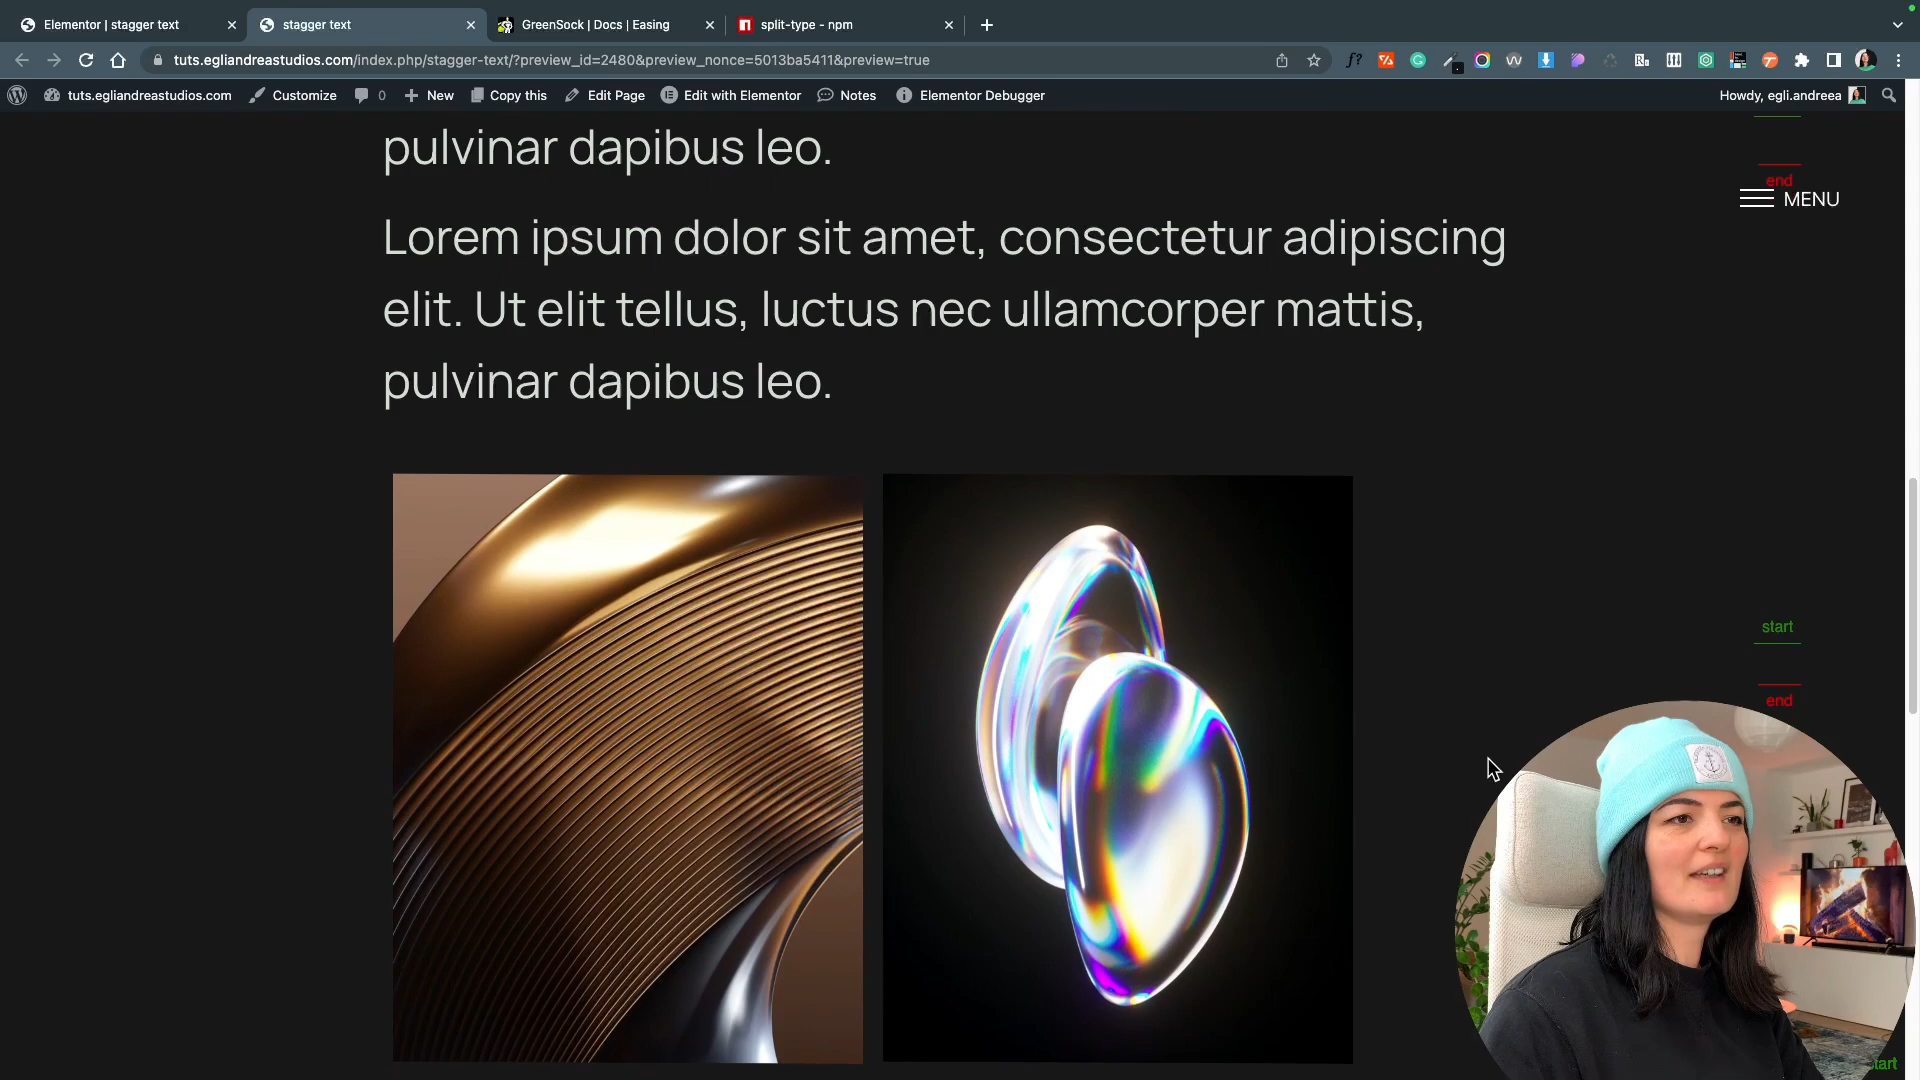 Elementor | stagger text
stagger text
GreenSock | Docs | Easing
split-type - npm
tuts.egliandreastudios.com/index.php/stagger-text/?preview_id=2480&preview_nonce=5013ba5411&preview=true
tuts.egliandreastudios.com
Customize
0
New
Copy this
Edit Page
Edit with Elementor
Notes
Elementor Debugger
Howdy, egli.andreea
pulvinar dapibus leo.
end
MENU
Lorem ipsum dolor sit amet, consectetur adipiscing
elit. Ut elit tellus, luctus nec ullamcorper mattis,
pulvinar dapibus leo.
start
end